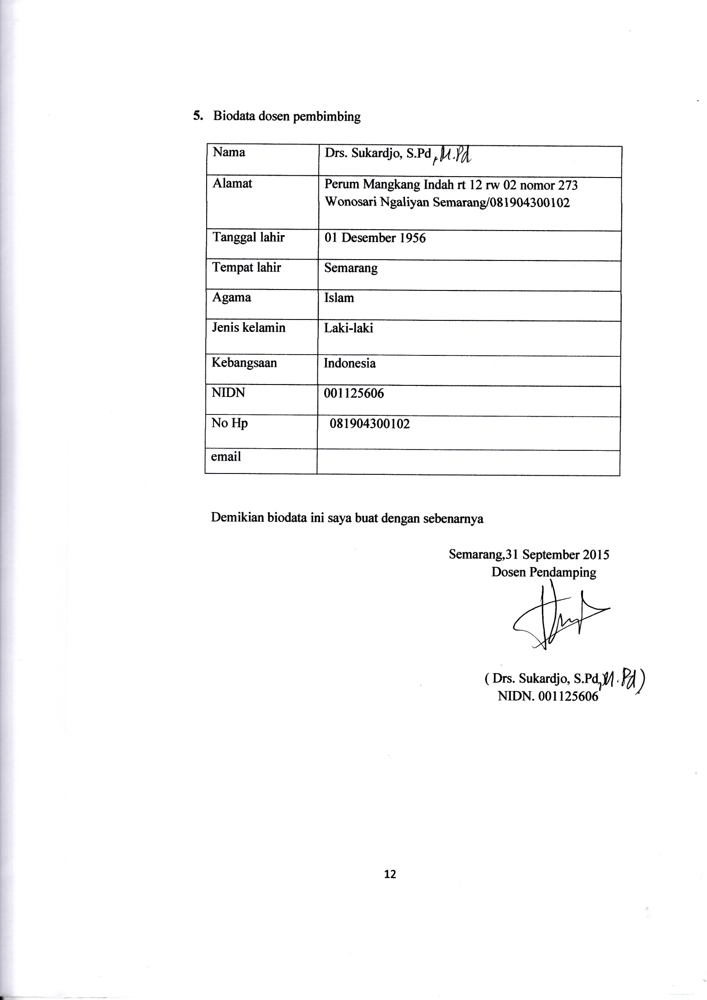 5. Biodata dosen pembimbing
Nama Drs. Sukardjo, S.Pd, M.Pd
Alamat Perum Mangkang Indah rt 12 rw 02 nomor 273
Wonosari Ngaliyan Semarang/081904300102
Tanggal lahir 01 Desember 1956
Tempat lahir Semarang
Agama Islam
Jenis kelamin Laki-laki
Kebangsaan Indonesia
NIDN 001125606
No Hp 081904300102
email
Demikian biodata ini saya buat dengan sebenarnya
Semarang,31 September 2015
Dosen Pendamping
( Drs. Sukardjo, S.Pd, M.Pd )
NIDN. 001125606
12